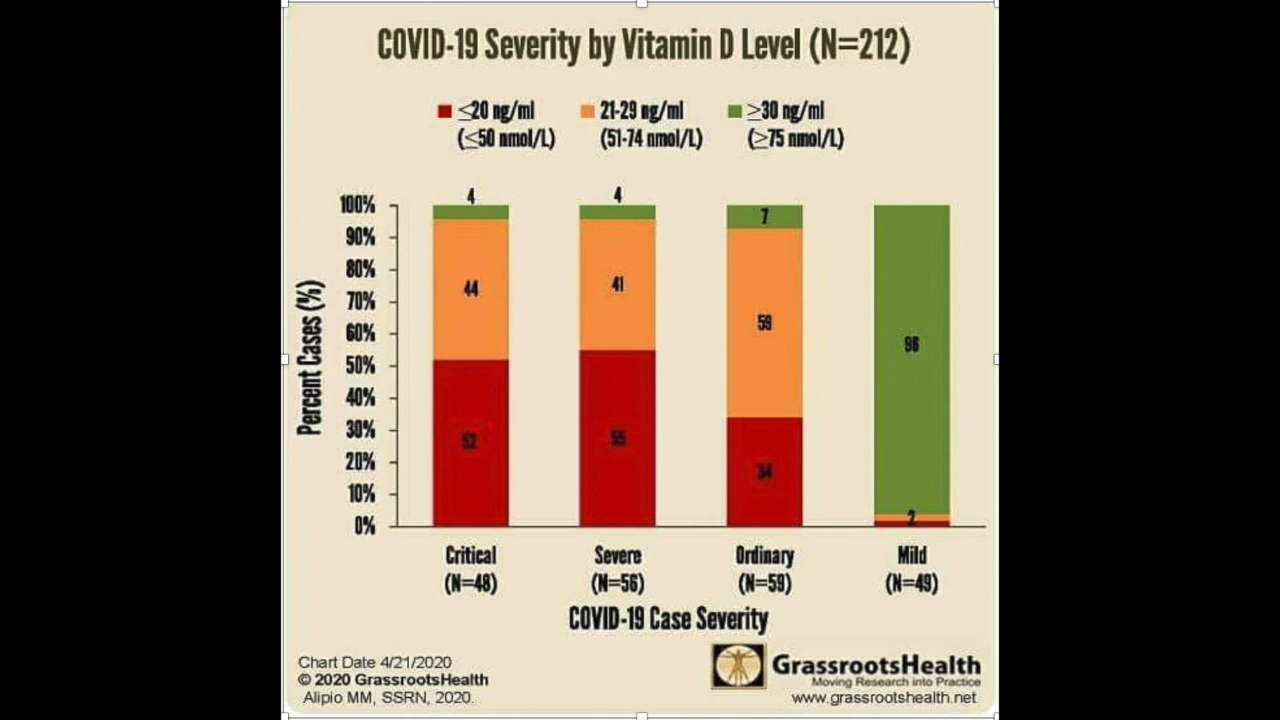 COVID-19 Severity by Vitamin D Level (N=212)
≤20 ng/ml 21-29 ng/ml ≥30 ng/ml
(≤50 nmol/L) (51-74 nmol/L) (≥75 nmol/L)
4 4
100%
7
90%
80%
44 41
70%
Percent Cases (%)
60%
59
96
50%
40%
30%
52 55
20%
34
10%
2
0%
Critical Severe Ordinary Mild
(N=48) (N=56) (N=59) (N=49)
COVID-19 Case Severity
Chart Date 4/21/2020
© 2020 GrassrootsHealth
Alipio MM, SSRN, 2020.
GrassrootsHealth
Moving Research into Practice
www.grassrootshealth.net